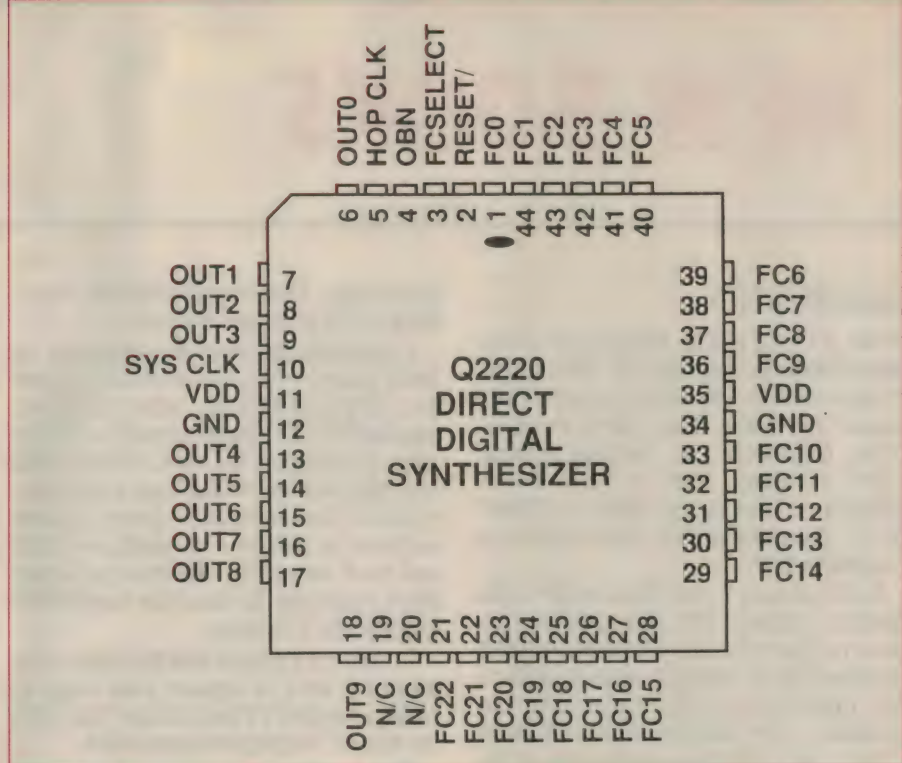 OUT0
HOP CLK
OBN
FCSELECT
RESET/
FC0
FC1
FC2
FC3
FC4
FC5
6 5 4 3 2 1 44 43 42 41 40
OUT1 7
OUT2 8
OUT3 9
SYS CLK 10
VDD 11
GND 12
OUT4 13
OUT5 14
OUT6 15
OUT7 16
OUT8 17
Q2220
DIRECT
DIGITAL
SYNTHESIZER
39 FC6
38 FC7
37 FC8
36 FC9
35 VDD
34 GND
33 FC10
32 FC11
31 FC12
30 FC13
29 FC14
18 19 20 21 22 23 24 25 26 27 28
OUT9
N/C
N/C
FC22
FC21
FC20
FC19
FC18
FC17
FC16
FC15